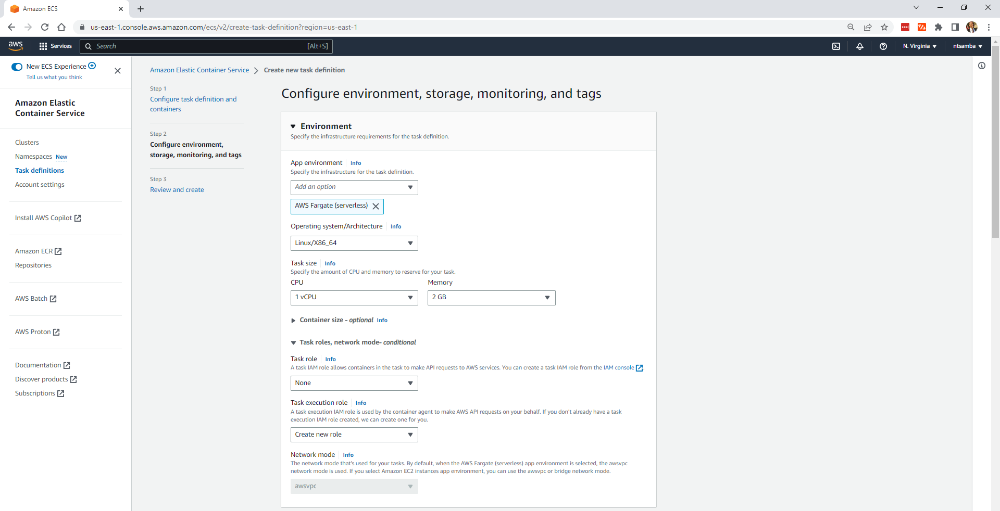 Amazon ECS
us-east-1.console.aws.amazon.com/ecs/v2/create-task-definition?region=us-east-1
aws
Services
Search
[Alt+S]
N. Virginia
ntsamba
New ECS Experience
Tell us what you think
Amazon Elastic
Container Service
Clusters
Namespaces New
Task definitions
Account settings
Install AWS Copilot
Amazon ECR
Repositories
AWS Batch
AWS Proton
Documentation
Discover products
Subscriptions
Amazon Elastic Container Service
Create new task definition
Step 1
Configure task definition and
containers
Step 2
Configure environment,
storage, monitoring, and tags
Step 3
Review and create
Configure environment, storage, monitoring, and tags
Environment
Specify the infrastructure requirements for the task definition.
App environment Info
Specify the infrastructure for the task definition.
Add an option
AWS Fargate (serverless)
Operating system/Architecture Info
Linux/X86_64
Task size Info
Specify the amount of CPU and memory to reserve for your task.
CPU Memory
1 vCPU 2 GB
Container size - optional Info
Task roles, network mode- conditional
Task role Info
A task IAM role allows containers in the task to make API requests to AWS services. You can create a task IAM role from the IAM console.
None
Task execution role Info
A task execution IAM role is used by the container agent to make AWS API requests on your behalf. If you don't already have a task
execution IAM role created, we can create one for you.
Create new role
Network mode Info
The network mode that's used for your tasks. By default, when the AWS Fargate (serverless) app environment is selected, the awsvpc
network mode is used. If you select Amazon EC2 instances app environment, you can use the awsvpc or bridge network mode.
awsvpc